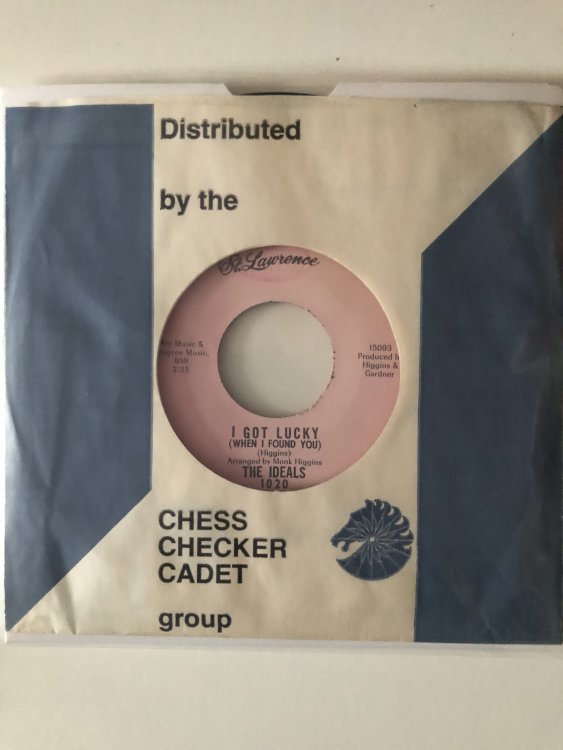 Distributed
by the
St. Lawrence
Music &
Music,
BMI
2:35
15093
Produced b
Higgins &
Gardner
I GOT LUCKY
(WHEN I FOUND YOU)
(Higgins)
Arranged by Monk Higgins
THE IDEALS
1020
CHESS
CHECKER
CADET
group